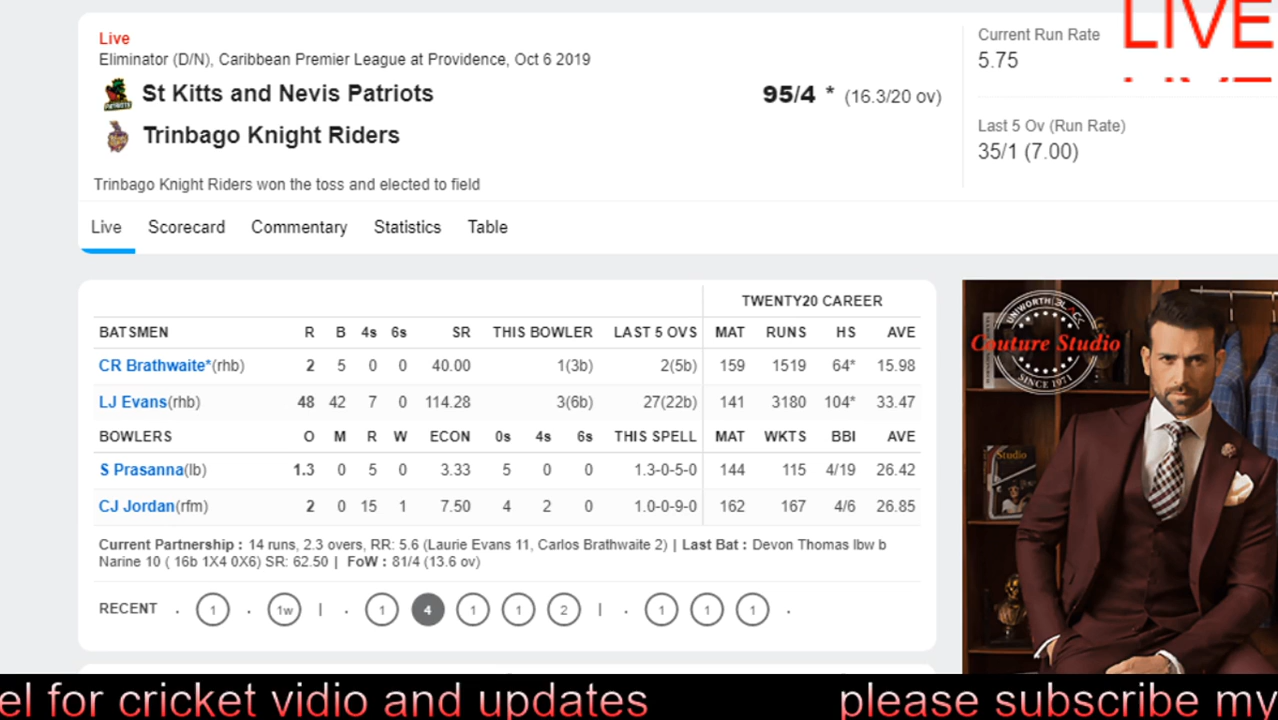 LIVE
Live
Eliminator (D/N), Caribbean Premier League at Providence, Oct 6 2019
St Kitts and Nevis Patriots 95/4 * (16.3/20 ov)
Trinbago Knight Riders
Trinbago Knight Riders won the toss and elected to field
Current Run Rate
5.75
Last 5 Ov (Run Rate)
35/1 (7.00)
Live Scorecard Commentary Statistics Table
TWENTY20 CAREER
BATSMEN R B 4s 6s SR THIS BOWLER LAST 5 OVS MAT RUNS HS AVE
CR Brathwaite*(rhb) 2 5 0 0 40.00 1(3b) 2(5b) 159 1519 64* 15.98
LJ Evans(rhb) 48 42 7 0 114.28 3(6b) 27(22b) 141 3180 104* 33.47
BOWLERS O M R W ECON 0s 4s 6s THIS SPELL MAT WKTS BBI AVE
S Prasanna(lb) 1.3 0 5 0 3.33 5 0 0 1.3-0-5-0 144 115 4/19 26.42
CJ Jordan(rfm) 2 0 15 1 7.50 4 2 0 1.0-0-9-0 162 167 4/6 26.85
Current Partnership : 14 runs, 2.3 overs, RR: 5.6 (Laurie Evans 11, Carlos Brathwaite 2) | Last Bat : Devon Thomas lbw b
Narine 10 ( 16b 1X4 0X6) SR: 62.50 | FoW : 81/4 (13.6 ov)
RECENT . 1 . 1w | . 1 4 1 1 2 | . 1 1 1 .
UNIWORTH BLACK
Couture Studio
SINCE 1971
Studio
el for cricket vidio and updates please subscribe my